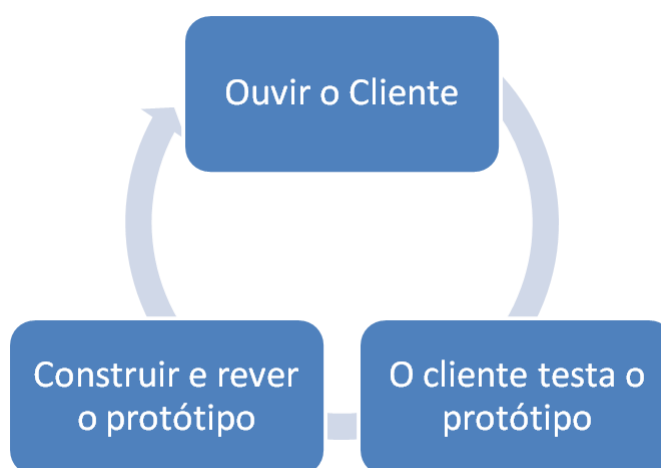 Ouvir o Cliente
Construir e rever
o protótipo
O cliente testa o
protótipo